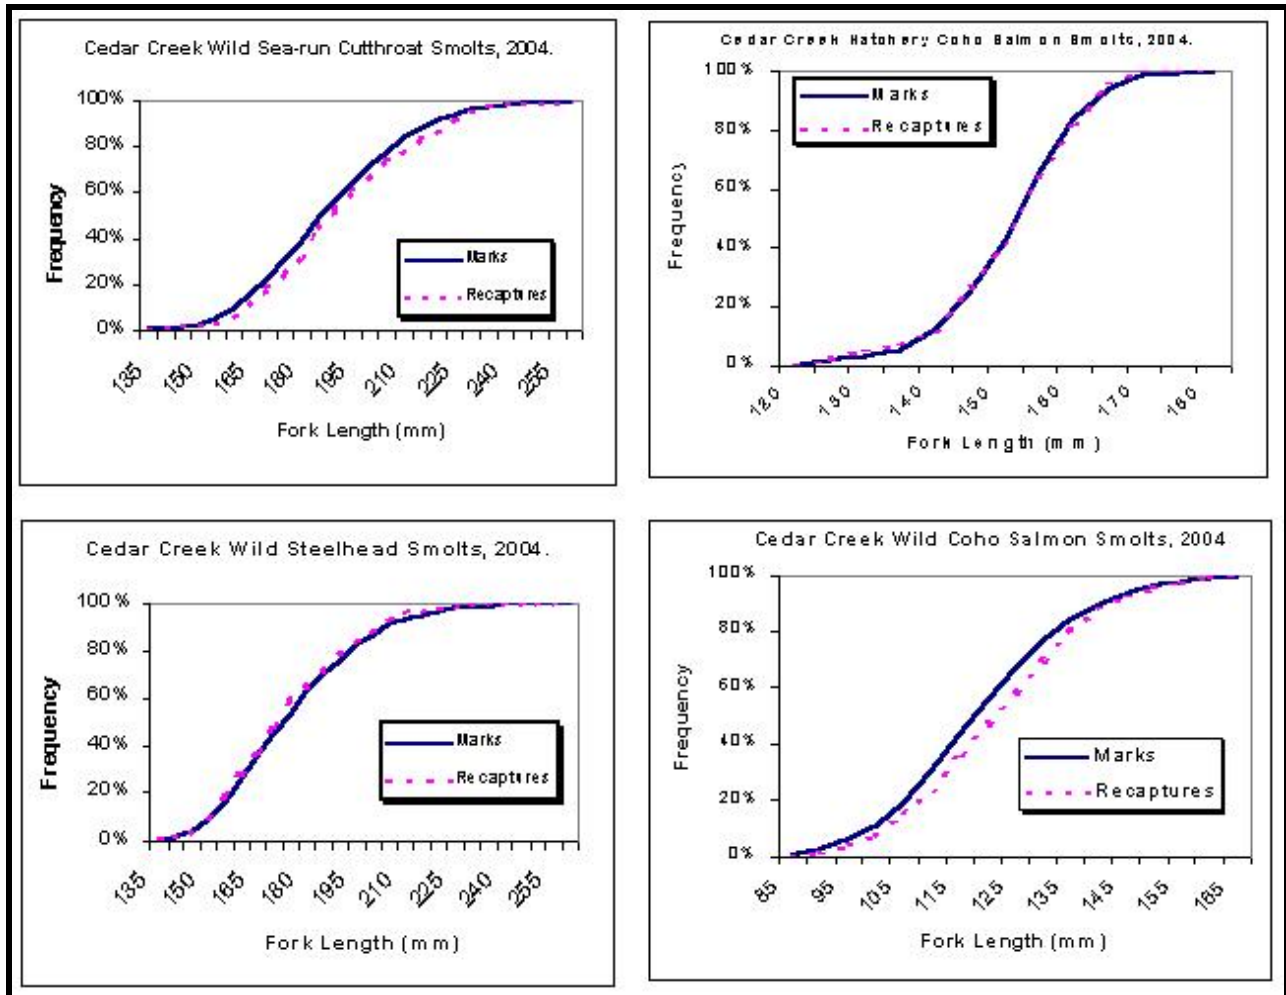 Cedar Creek Wild Sea-run Cutthroat Smolts, 2004.
100%
80%
60%
40%
20%
0%
Frequency
Marks
Recaptures
135 150 165 180 195 210 225 240 255
Fork Length (mm)
Cedar Creek Hatchery Coho Salmon Smolts, 2004.
100%
80%
60%
40%
20%
0%
Frequency
Marks
Recaptures
120 130 140 150 160 170 180
Fork Length (mm)
Cedar Creek Wild Steelhead Smolts, 2004.
100%
80%
60%
40%
20%
0%
Frequency
Marks
Recaptures
135 150 165 180 195 210 225 240 255
Fork Length (mm)
Cedar Creek Wild Coho Salmon Smolts, 2004
100%
80%
60%
40%
20%
0%
Frequency
Marks
Recaptures
85 95 105 115 125 135 145 155 165
Fork Length (mm)